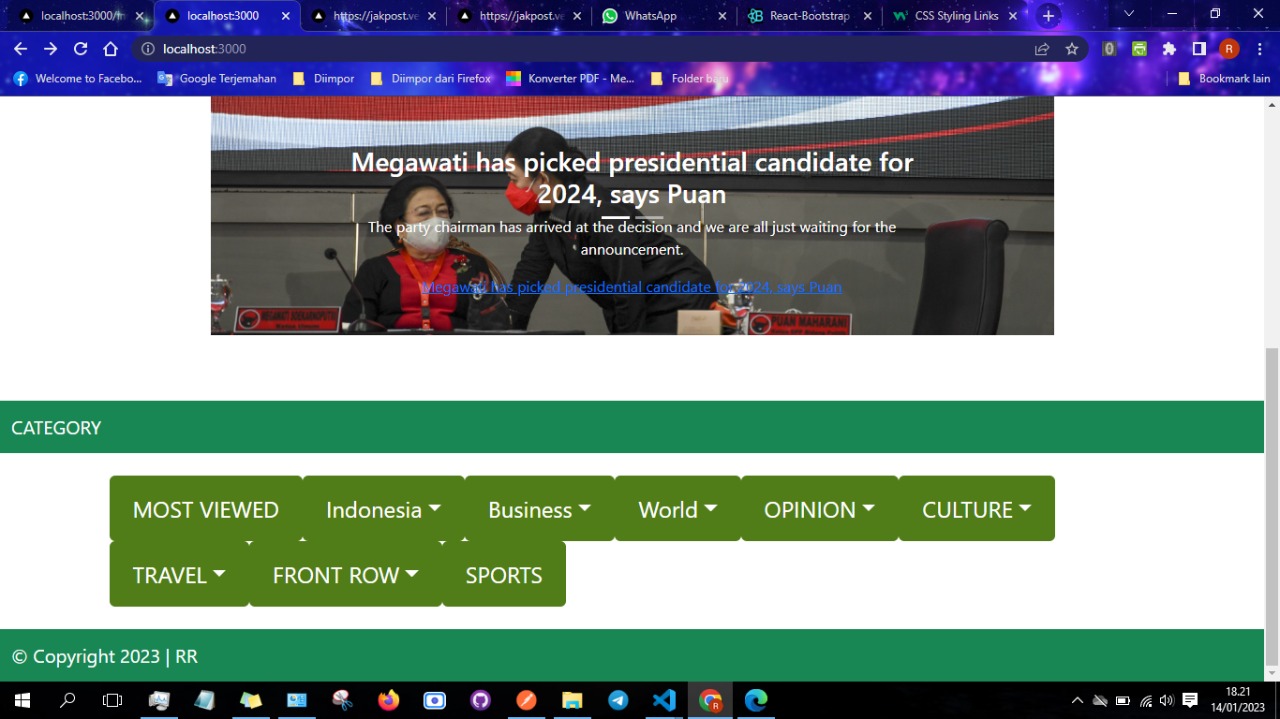 localhost:3000/m
localhost:3000
https://jakpost.ve
https://jakpost.ve
WhatsApp
React-Bootstrap
CSS Styling Links
localhost:3000
R
Welcome to Facebo...
Google Terjemahan
Diimpor
Diimpor dari Firefox
Konverter PDF - Me...
Folder baru
Bookmark lain
Megawati has picked presidential candidate for
2024, says Puan
The party chairman has arrived at the decision and we are all just waiting for the
announcement.
Megawati has picked presidential candidate for 2024, says Puan
PUAN MAHARANI
CATEGORY
MOST VIEWED
Indonesia
Business
World
OPINION
CULTURE
TRAVEL
FRONT ROW
SPORTS
© Copyright 2023 | RR
18.21
14/01/2023